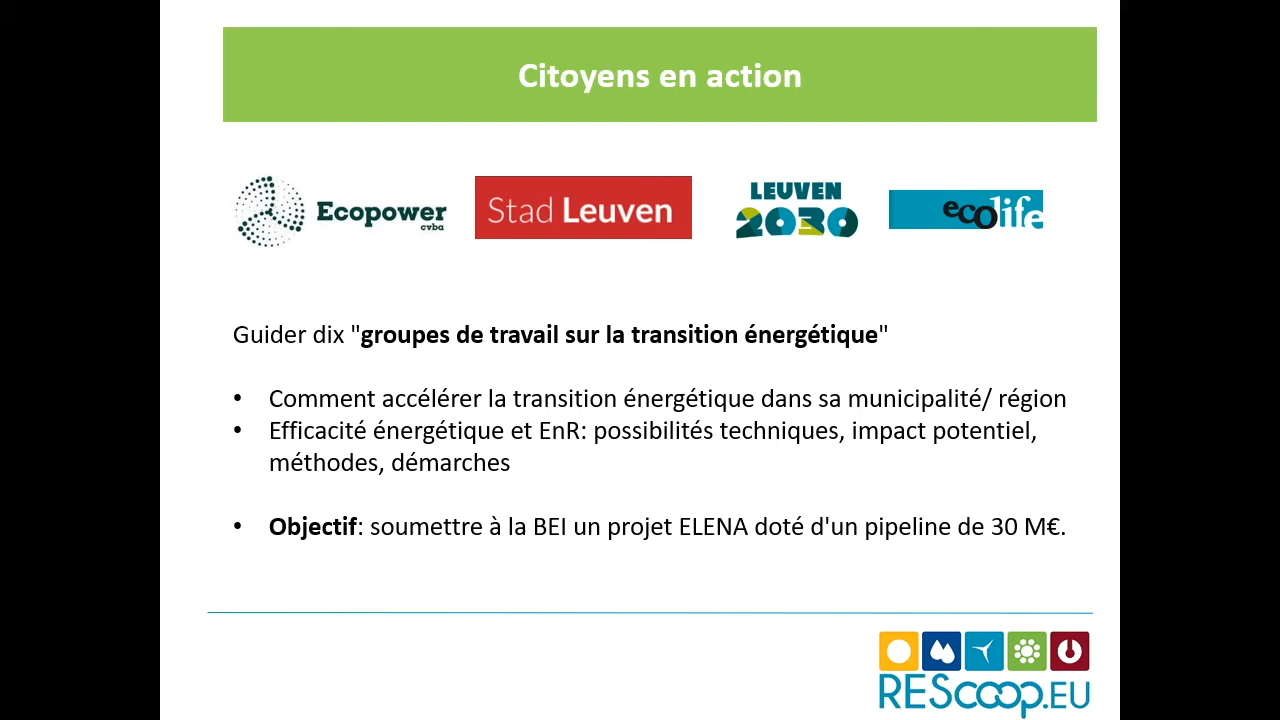 Citoyens en action
Ecopower
cvba
Stad Leuven
LEUVEN
2030
ecolife
Guider dix "groupes de travail sur la transition énergétique"
• Comment accélérer la transition énergétique dans sa municipalité/ région
• Efficacité énergétique et EnR: possibilités techniques, impact potentiel,
méthodes, démarches
• Objectif: soumettre à la BEI un projet ELENA doté d'un pipeline de 30 M€.
REScoop.EU